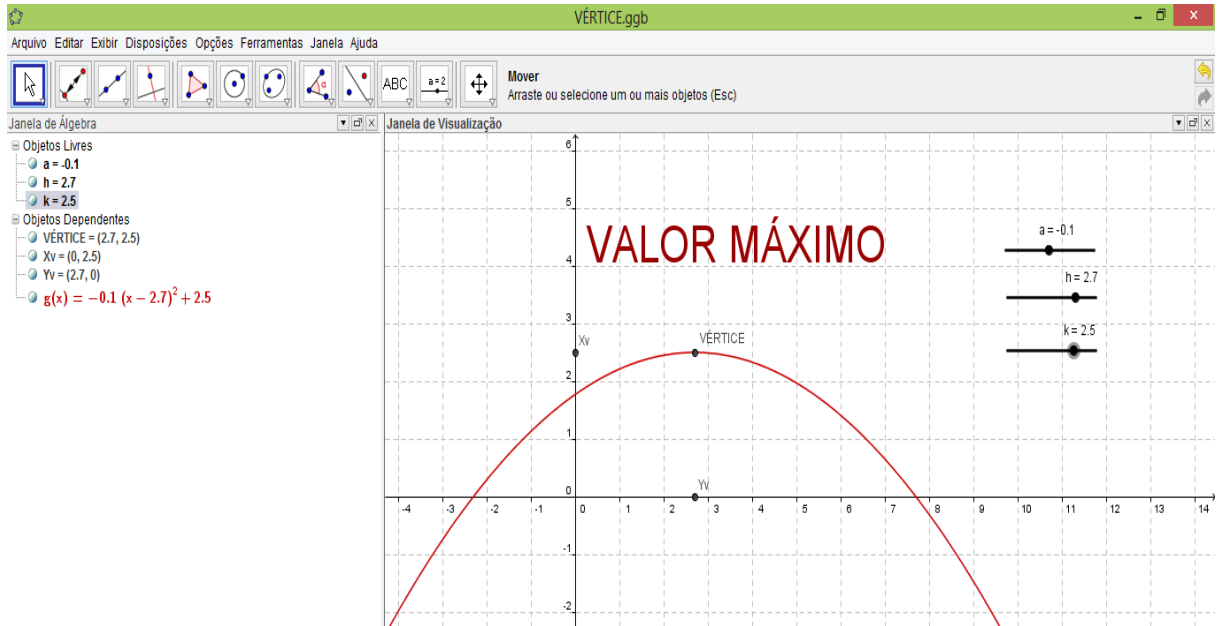 VÉRTICE.ggb
Arquivo Editar Exibir Disposições Opções Ferramentas Janela Ajuda
ABC
a=2
Mover
Arraste ou selecione um ou mais objetos (Esc)
Janela de Álgebra
Objetos Livres
a = -0.1
h = 2.7
k = 2.5
Objetos Dependentes
VÉRTICE = (2.7, 2.5)
Xv = (0, 2.5)
Yv = (2.7, 0)
g(x) = −0.1 (x − 2.7)² + 2.5
Janela de Visualização
VALOR MÁXIMO
a = -0.1
h = 2.7
k = 2.5
Xv
VÉRTICE
Yv
6
5
4
3
2
1
0
-1
-2
-4 -3 -2 -1 0 1 2 3 4 5 6 7 8 9 10 11 12 13 14